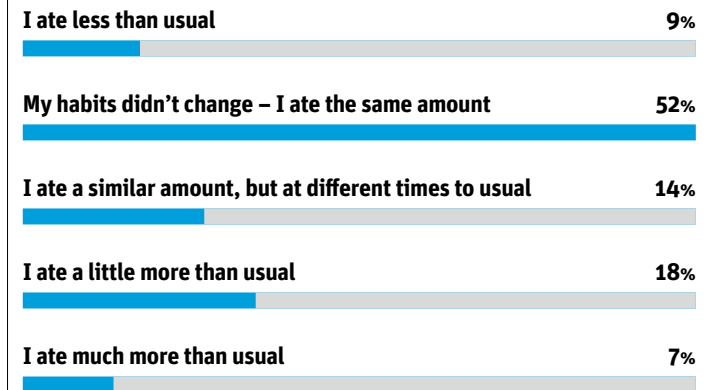 I ate less than usual 9%
My habits didn’t change – I ate the same amount 52%
I ate a similar amount, but at different times to usual 14%
I ate a little more than usual 18%
I ate much more than usual 7%